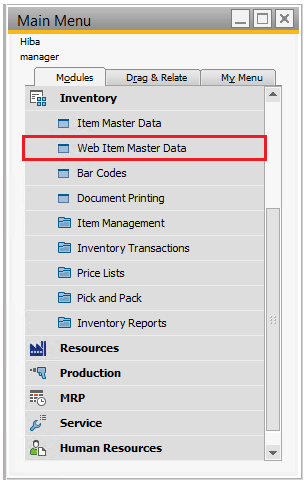 Main Menu
Hiba
manager
Modules Drag & Relate My Menu
Inventory
Item Master Data
Web Item Master Data
Bar Codes
Document Printing
Item Management
Inventory Transactions
Price Lists
Pick and Pack
Inventory Reports
Resources
Production
MRP
Service
Human Resources